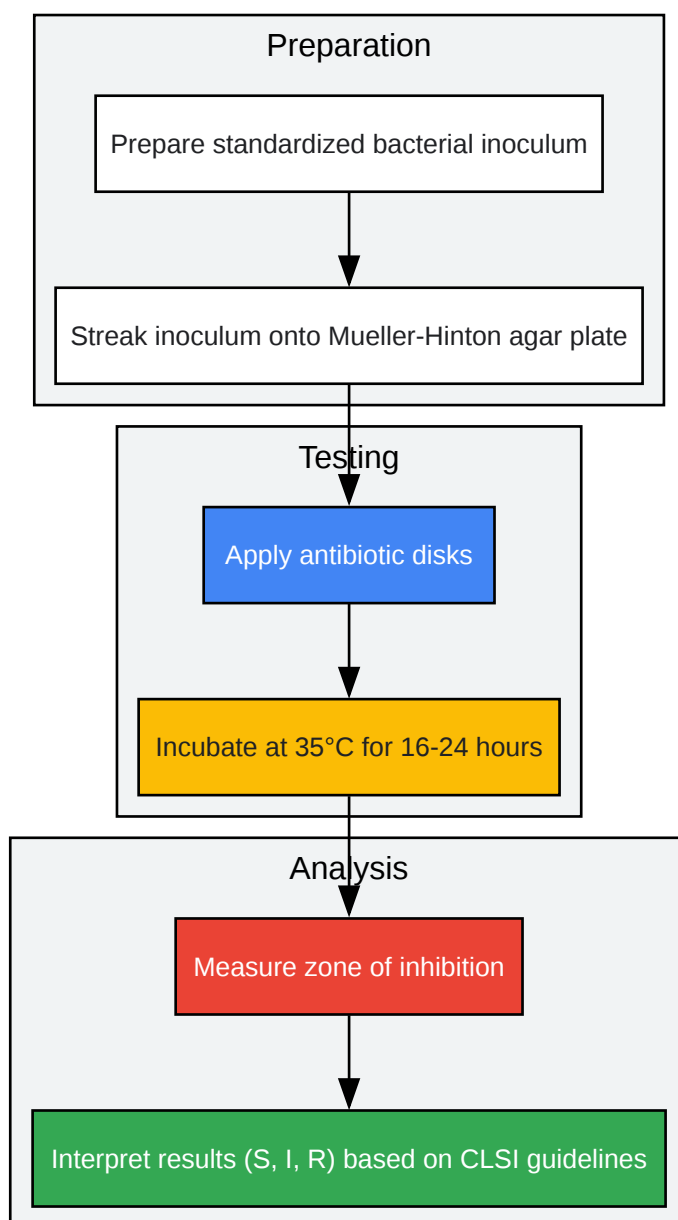 Preparation
Prepare standardized bacterial inoculum
Streak inoculum onto Mueller-Hinton agar plate
Testing
Apply antibiotic disks
Incubate at 35°C for 16-24 hours
Analysis
Measure zone of inhibition
Interpret results (S, I, R) based on CLSI guidelines